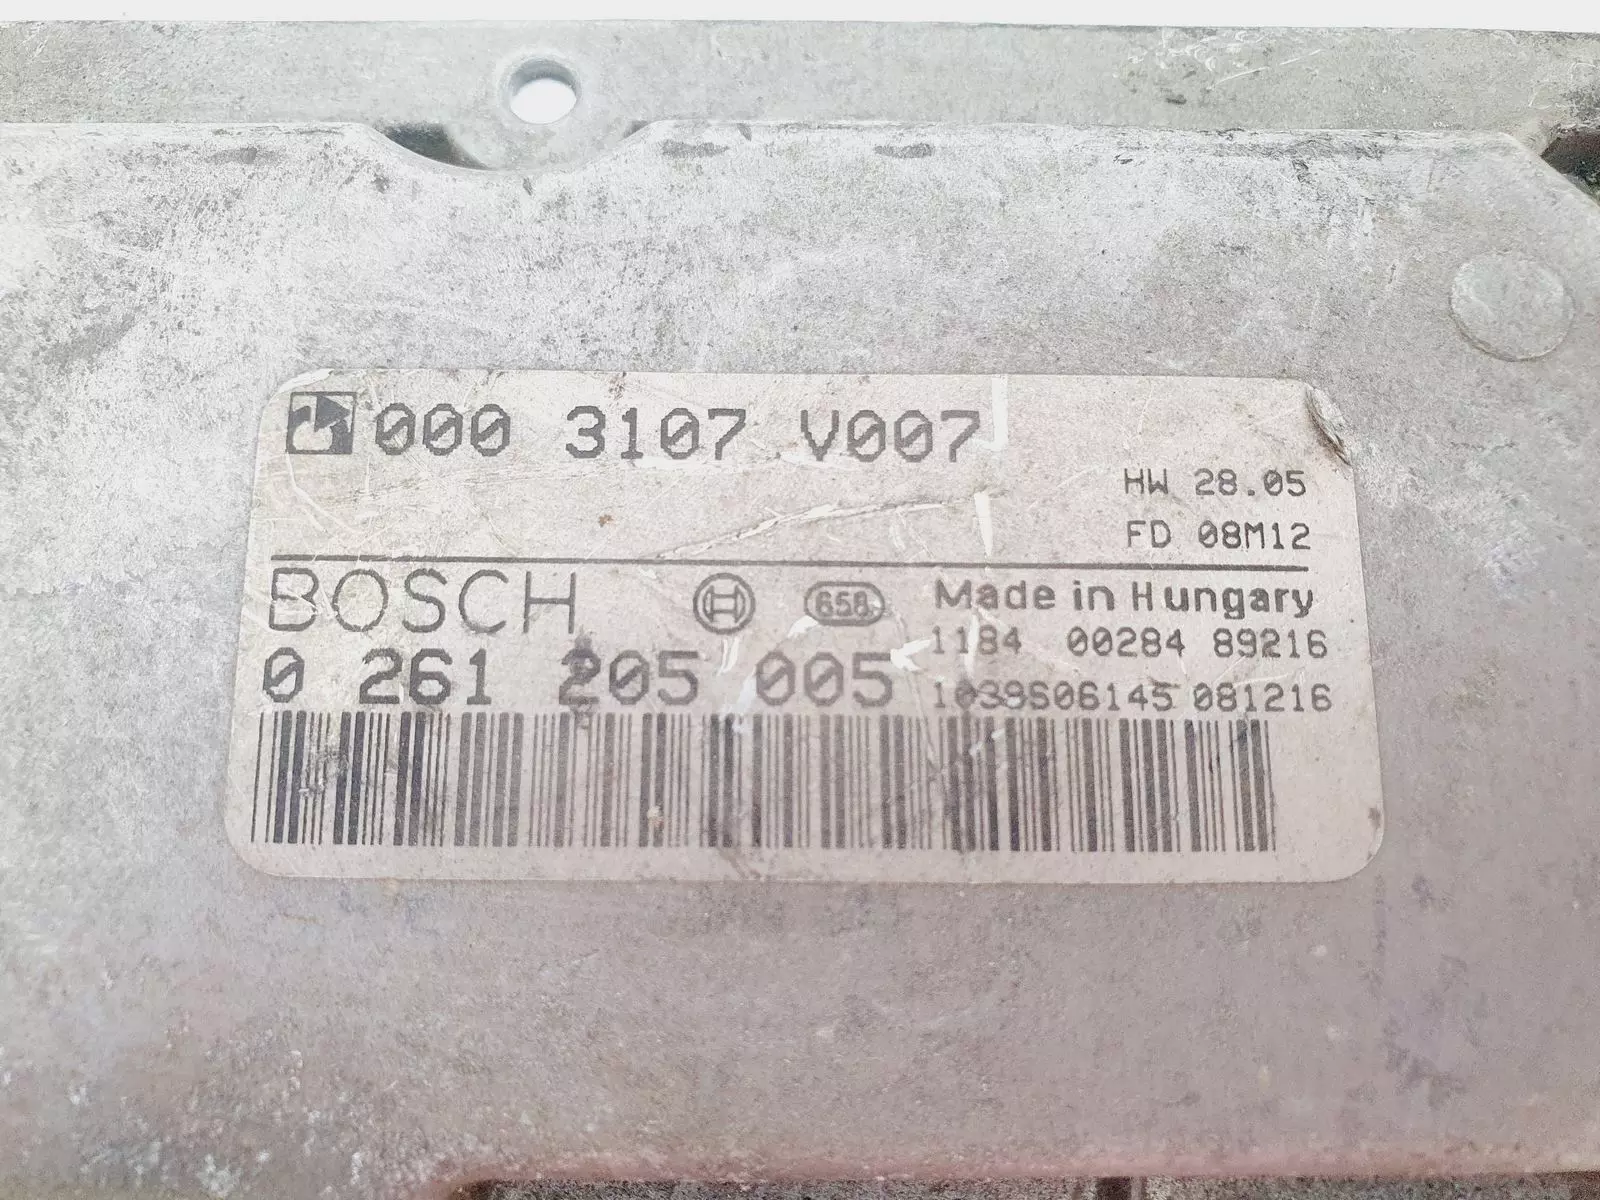 000 3107 V007
HW 28.05
FD 08M12
BOSCH 658 Made in Hungary
1184 00284 89216
0 261 205 005
1039S06145 081216